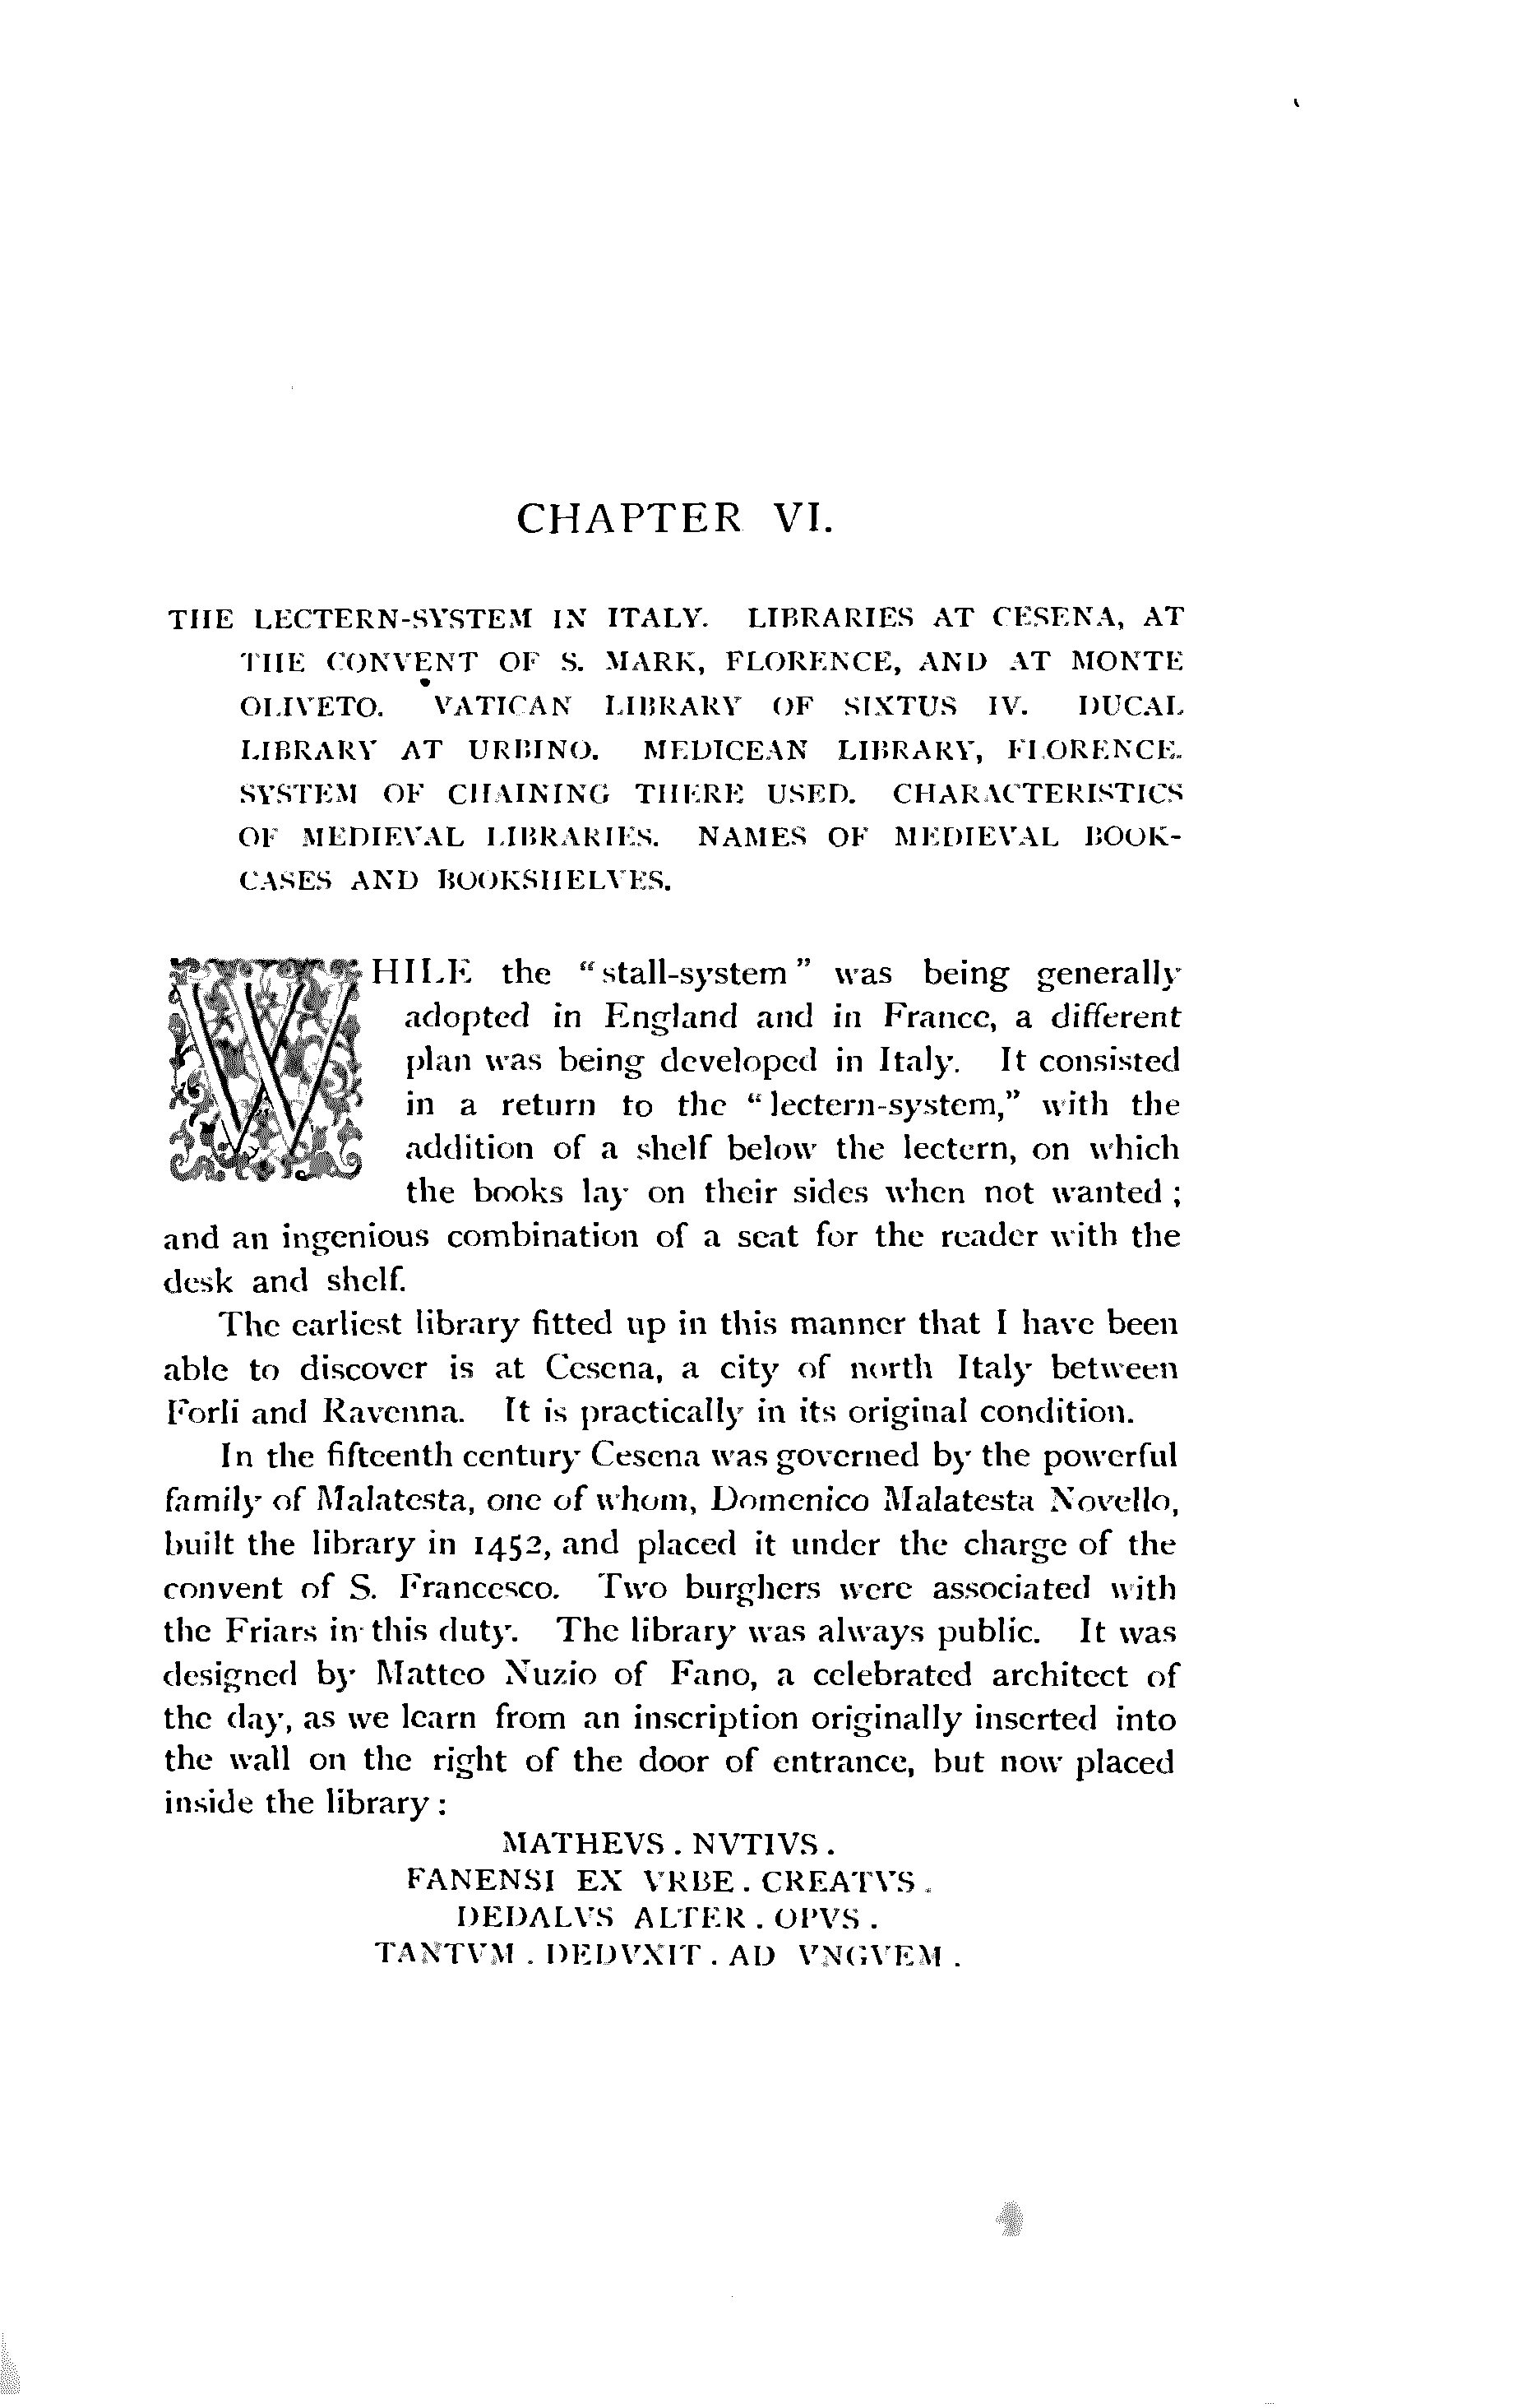 CHAPTER VI.
THE LECTERN-SYSTEM IN ITALY. LIBRARIES AT CESENA, AT
THE CONVENT OF S. MARK, FLORENCE, AND AT MONTE
OLIVETO. VATICAN LIBRARY OF SIXTUS IV. DUCAL
LIBRARY AT URBINO. MEDICEAN LIBRARY, FLORENCE.
SYSTEM OF CHAINING THERE USED. CHARACTERISTICS
OF MEDIEVAL LIBRARIES. NAMES OF MEDIEVAL BOOK-
CASES AND BOOKSHELVES.
WHILE the "stall-system" was being generally
adopted in England and in France, a different
plan was being developed in Italy. It consisted
in a return to the "lectern-system," with the
addition of a shelf below the lectern, on which
the books lay on their sides when not wanted;
and an ingenious combination of a seat for the reader with the
desk and shelf.
The earliest library fitted up in this manner that I have been
able to discover is at Cesena, a city of north Italy between
Forli and Ravenna. It is practically in its original condition.
In the fifteenth century Cesena was governed by the powerful
family of Malatesta, one of whom, Domenico Malatesta Novello,
built the library in 1452, and placed it under the charge of the
convent of S. Francesco. Two burghers were associated with
the Friars in this duty. The library was always public. It was
designed by Matteo Nuzio of Fano, a celebrated architect of
the day, as we learn from an inscription originally inserted into
the wall on the right of the door of entrance, but now placed
inside the library:
MATHEVS . NVTIVS .
FANENSI EX VRBE . CREATVS .
DEDALVS ALTER . OPVS .
TANTVM . DEDVXIT . AD VNGVEM .